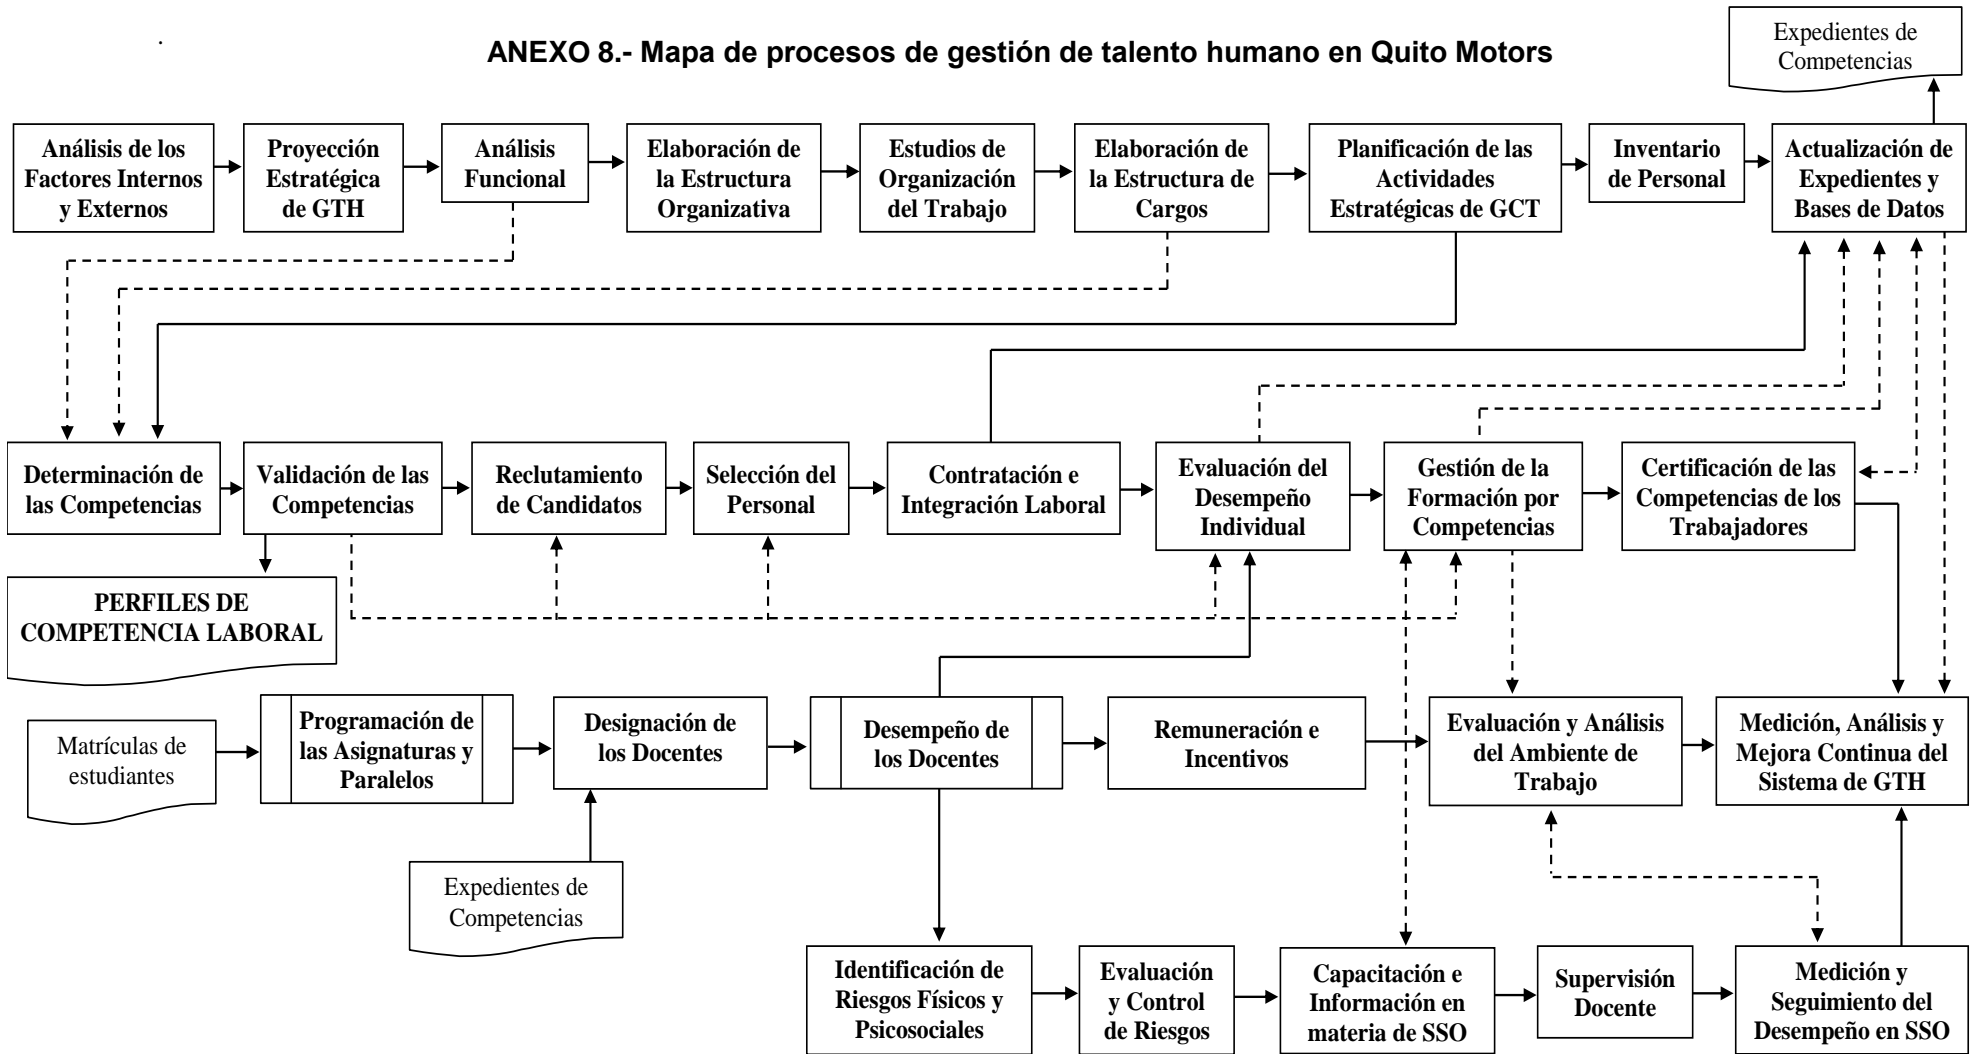 ANEXO 8.- Mapa de procesos de gestión de talento humano en Quito Motors
Expedientes de
Competencias
Análisis de los
Factores Internos
y Externos
Proyección
Estratégica
de GTH
Análisis
Funcional
Elaboración de
la Estructura
Organizativa
Estudios de
Organización
del Trabajo
Elaboración de
la Estructura de
Cargos
Planificación de las
Actividades
Estratégicas de GCT
Inventario
de Personal
Actualización de
Expedientes y
Bases de Datos
Determinación de
las Competencias
Validación de las
Competencias
Reclutamiento
de Candidatos
Selección del
Personal
Contratación e
Integración Laboral
Evaluación del
Desempeño
Individual
Gestión de la
Formación por
Competencias
Certificación de las
Competencias de los
Trabajadores
PERFILES DE
COMPETENCIA LABORAL
Matrículas de
estudiantes
Programación de
las Asignaturas y
Paralelos
Designación de
los Docentes
Desempeño de
los Docentes
Remuneración e
Incentivos
Evaluación y Análisis
del Ambiente de
Trabajo
Medición, Análisis y
Mejora Continua del
Sistema de GTH
Expedientes de
Competencias
Identificación de
Riesgos Físicos y
Psicosociales
Evaluación
y Control
de Riesgos
Capacitación e
Información en
materia de SSO
Supervisión
Docente
Medición y
Seguimiento del
Desempeño en SSO